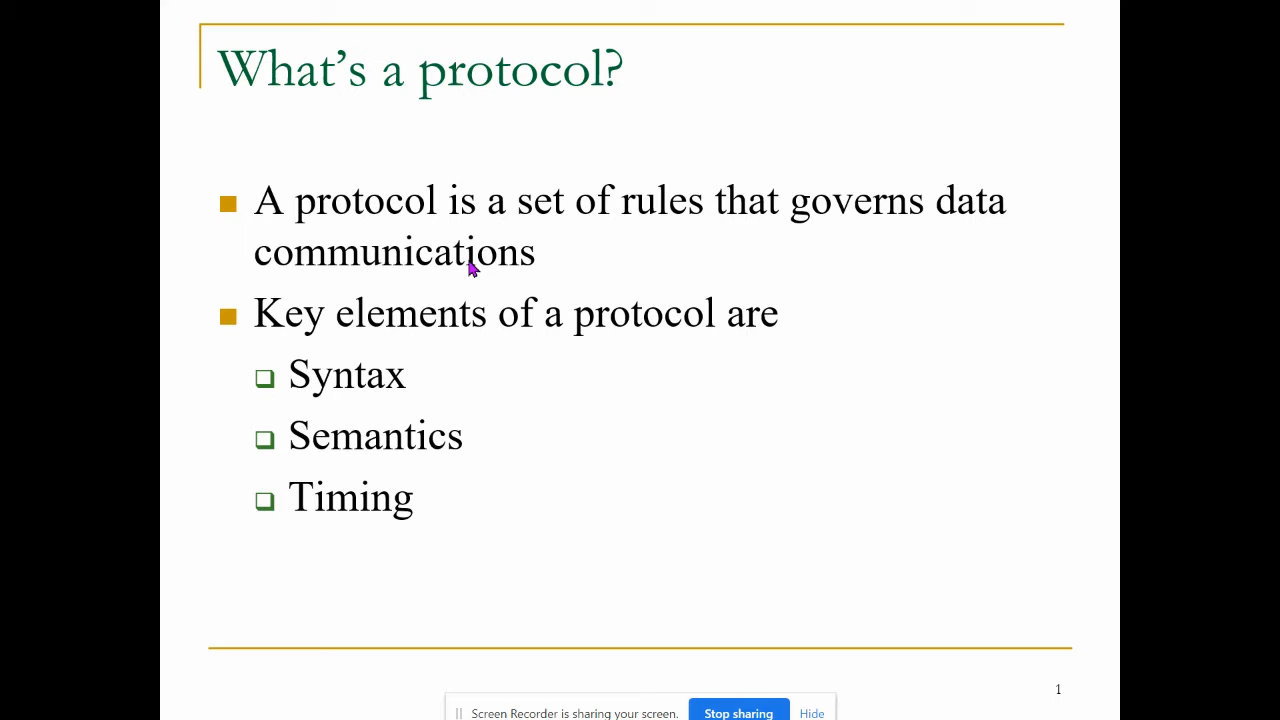 What's a protocol?
A protocol is a set of rules that governs data
communications
Key elements of a protocol are
Syntax
Semantics
Timing
1
Screen Recorder is sharing your screen. Stop sharing Hide